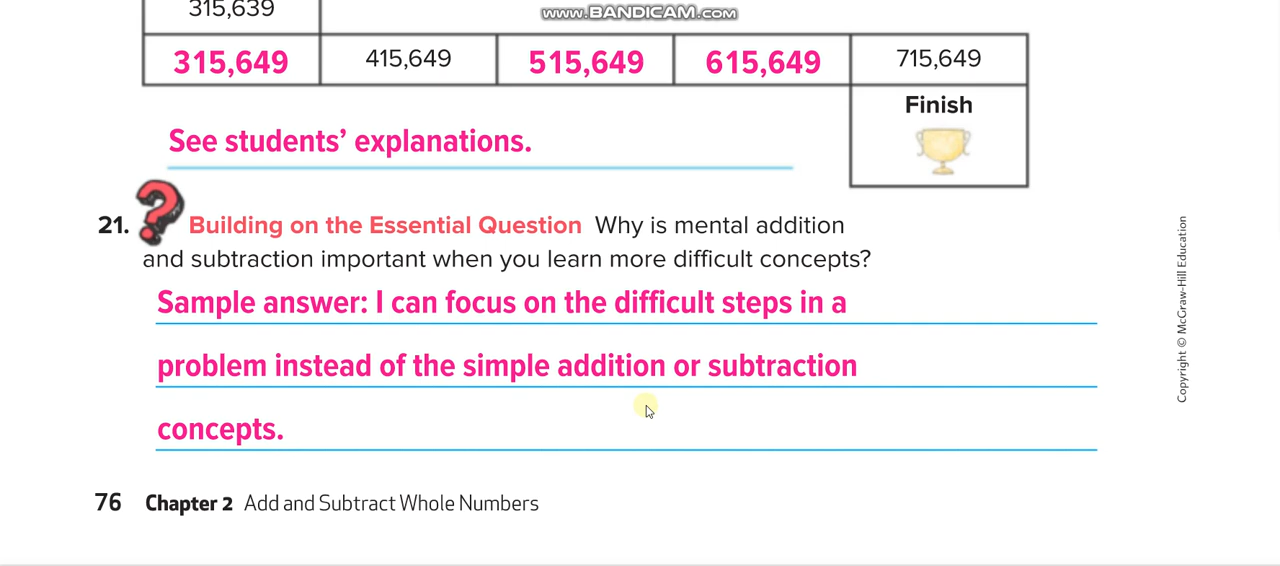 www.BANDICAM.com
315,639
315,649 415,649 515,649 615,649 715,649
Finish
See students’ explanations.
21. ? Building on the Essential Question Why is mental addition
and subtraction important when you learn more difficult concepts?
Sample answer: I can focus on the difficult steps in a
problem instead of the simple addition or subtraction
concepts.
76 Chapter 2 Add and Subtract Whole Numbers
Copyright © McGraw-Hill Education